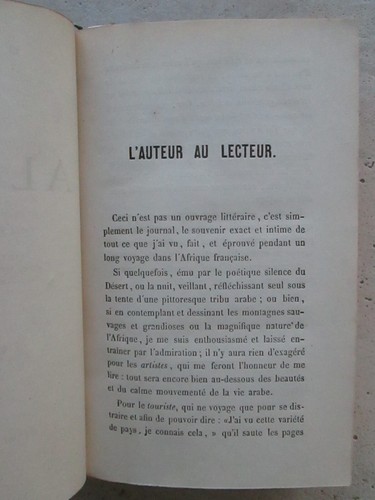 AL
L'AUTEUR AU LECTEUR.
Ceci n'est pas un ouvrage littéraire, c'est sim-
plement le journal, le souvenir exact et intime de
tout ce que j'ai vu, fait, et éprouvé pendant un
long voyage dans l'Afrique française.
Si quelquefois, ému par le poétique silence du
Désert, ou la nuit, veillant, réfléchissant seul sous
la tente d'une pittoresque tribu arabe; ou bien,
si en contemplant et dessinant les montagnes sau-
vages et grandioses ou la magnifique nature de
l'Afrique, je me suis enthousiasmé et laissé en-
traîner par l'admiration; il n'y aura rien d'exagéré
pour les artistes, qui me feront l'honneur de me
lire: tout sera encore bien au-dessous des beautés
et du calme mouvementé de la vie arabe.
Pour le touriste, qui ne voyage que pour se dis-
traire et afin de pouvoir dire: «J'ai vu cette variété
de pays, je connais cela,» qu'il saute les pages